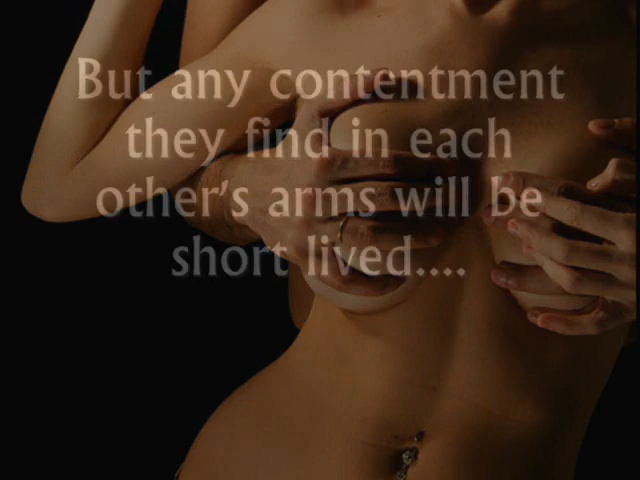 But any contentment
they find in each
other's arms will be
short lived....